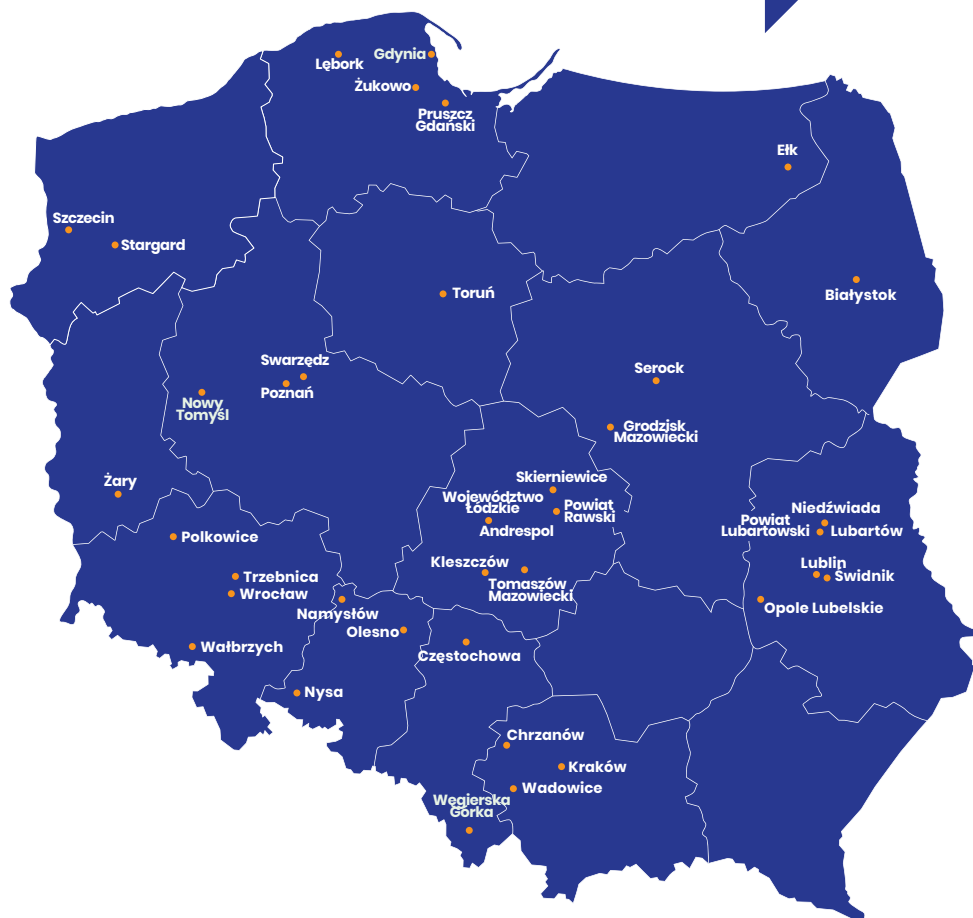 Gdynia
Lębork
Żukowo
Pruszcz
Gdański
Ełk
Szczecin
Stargard
Toruń
Białystok
Swarzędz
Poznań
Serock
Nowy
Tomyśl
Grodzisk
Mazowiecki
Żary
Skierniewice
Województwo
Łódzkie
Powiat
Rawski
Andrespol
Niedźwiada
Powiat
Lubartowski
Lubartów
Polkowice
Kleszczów
Lublin
Świdnik
Trzebnica
Tomaszów
Mazowiecki
Wrocław
Opole Lubelskie
Namysłów
Olesno
Wałbrzych
Częstochowa
Nysa
Chrzanów
Kraków
Wadowice
Węgierska
Górka